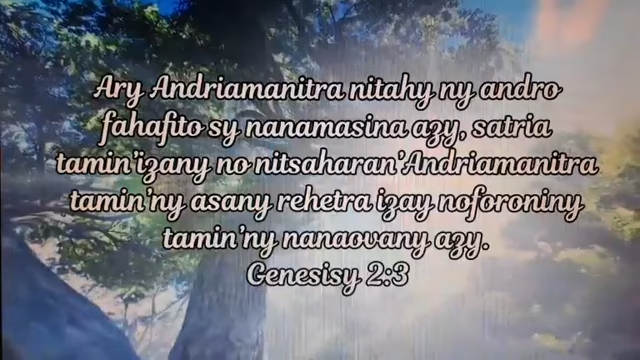 Ary Andriamanitra nitahy ny andro
fahafito sy nanamasina azy, satria
tamin'izany no nitsaharan'Andriamanitra
tamin'ny asany rehetra izay noforoniny
tamin'ny nanaovany azy.
Genesisy 2:3